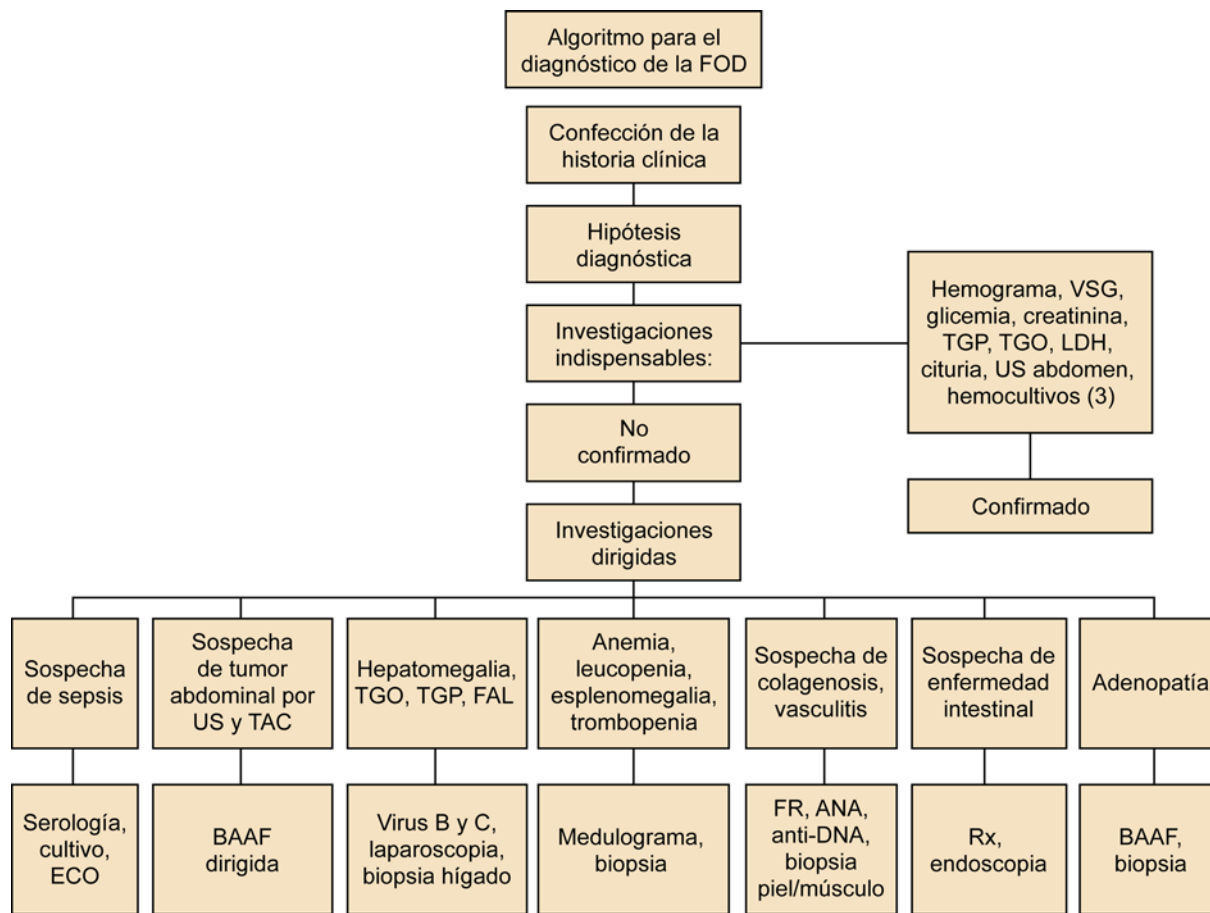 Algoritmo para el
diagnóstico de la FOD
Confección de la
historia clínica
Hipótesis
diagnóstica
Investigaciones
indispensables:
Hemograma, VSG,
glicemia, creatinina,
TGP, TGO, LDH,
cituria, US abdomen,
hemocultivos (3)
No
confirmado
Confirmado
Investigaciones
dirigidas
Sospecha
de sepsis
Sospecha
de tumor
abdominal por
US y TAC
Hepatomegalia,
TGO, TGP, FAL
Anemia,
leucopenia,
esplenomegalia,
trombopenia
Sospecha de
colagenosis,
vasculitis
Sospecha de
enfermedad
intestinal
Adenopatía
Serología,
cultivo,
ECO
BAAF
dirigida
Virus B y C,
laparoscopia,
biopsia hígado
Medulograma,
biopsia
FR, ANA,
anti-DNA,
biopsia
piel/músculo
Rx,
endoscopia
BAAF,
biopsia